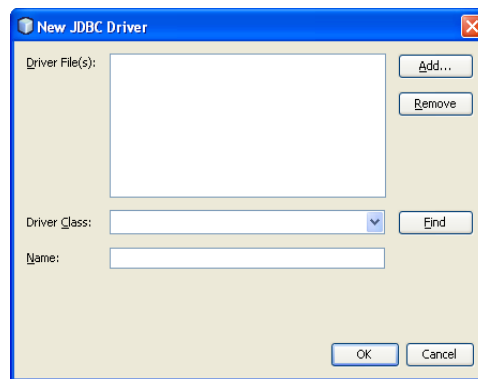 New JDBC Driver
Driver File(s):
Add...
Remove
Driver Class:
Find
Name:
OK
Cancel